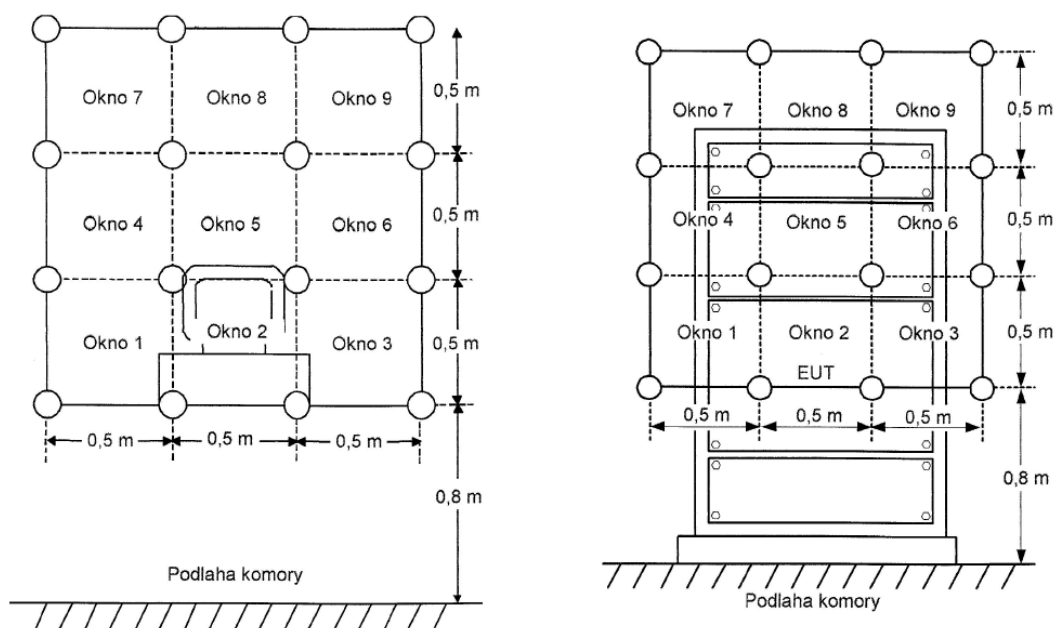 Okno 7 Okno 8 Okno 9
0,5 m
Okno 4 Okno 5 Okno 6
0,5 m
Okno 2
Okno 1 Okno 3
0,5 m
0,5 m 0,5 m 0,5 m
0,8 m
Podlaha komory
Okno 7 Okno 8 Okno 9
0,5 m
Okno 4 Okno 5 Okno 6
0,5 m
Okno 1 Okno 2 Okno 3
0,5 m
EUT
0,5 m 0,5 m 0,5 m
0,8 m
Podlaha komory